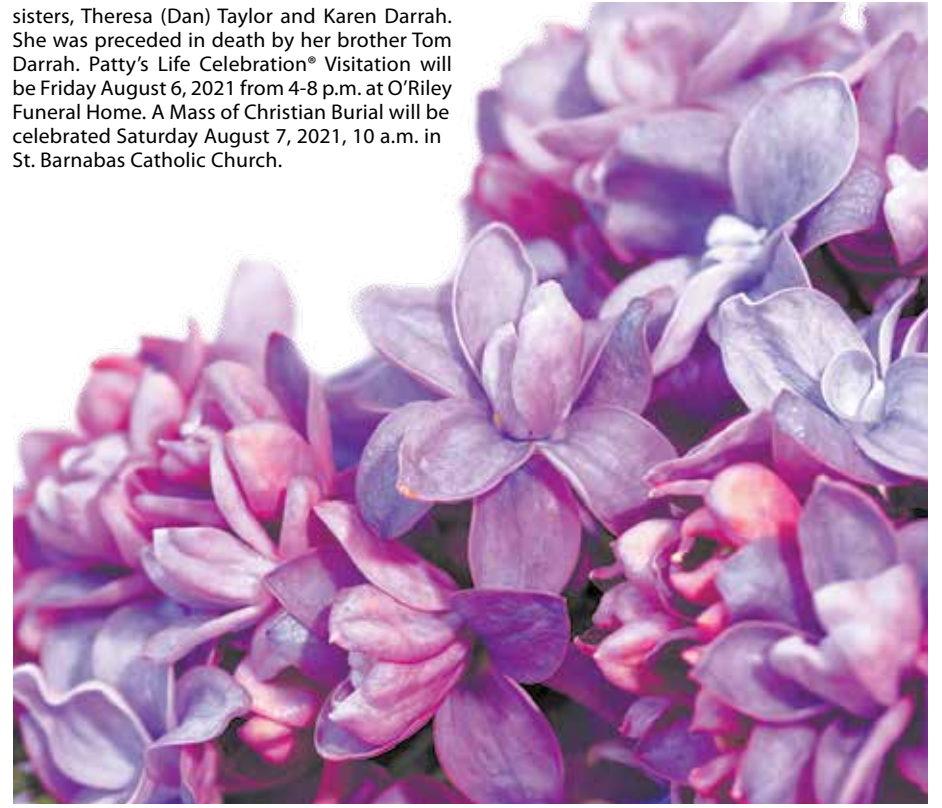 sisters, Theresa (Dan) Taylor and Karen Darrah.
She was preceded in death by her brother Tom
Darrah. Patty’s Life Celebration® Visitation will
be Friday August 6, 2021 from 4-8 p.m. at O’Riley
Funeral Home. A Mass of Christian Burial will be
celebrated Saturday August 7, 2021, 10 a.m. in
St. Barnabas Catholic Church.